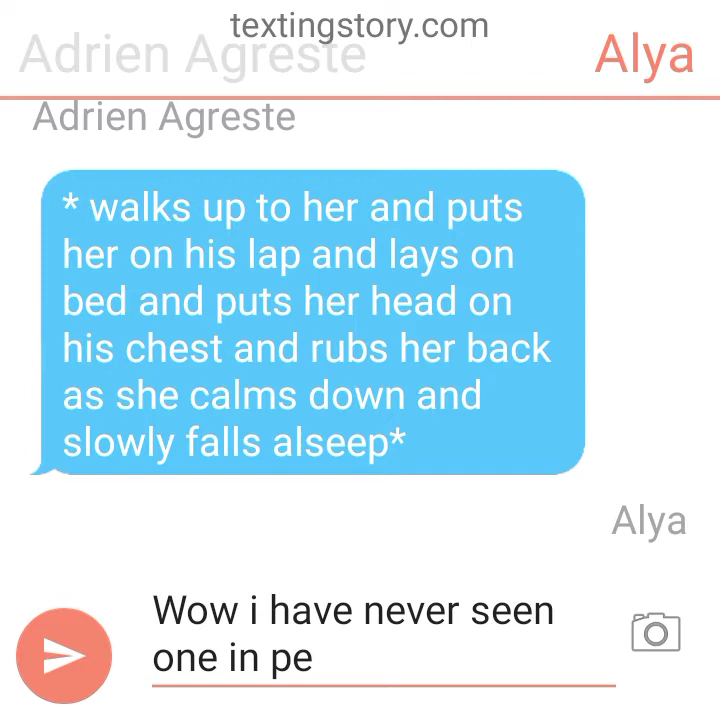 textingstory.com
Adrien Agreste
Alya
Adrien Agreste
* walks up to her and puts
her on his lap and lays on
bed and puts her head on
his chest and rubs her back
as she calms down and
slowly falls alseep*
Alya
Wow i have never seen
one in pe